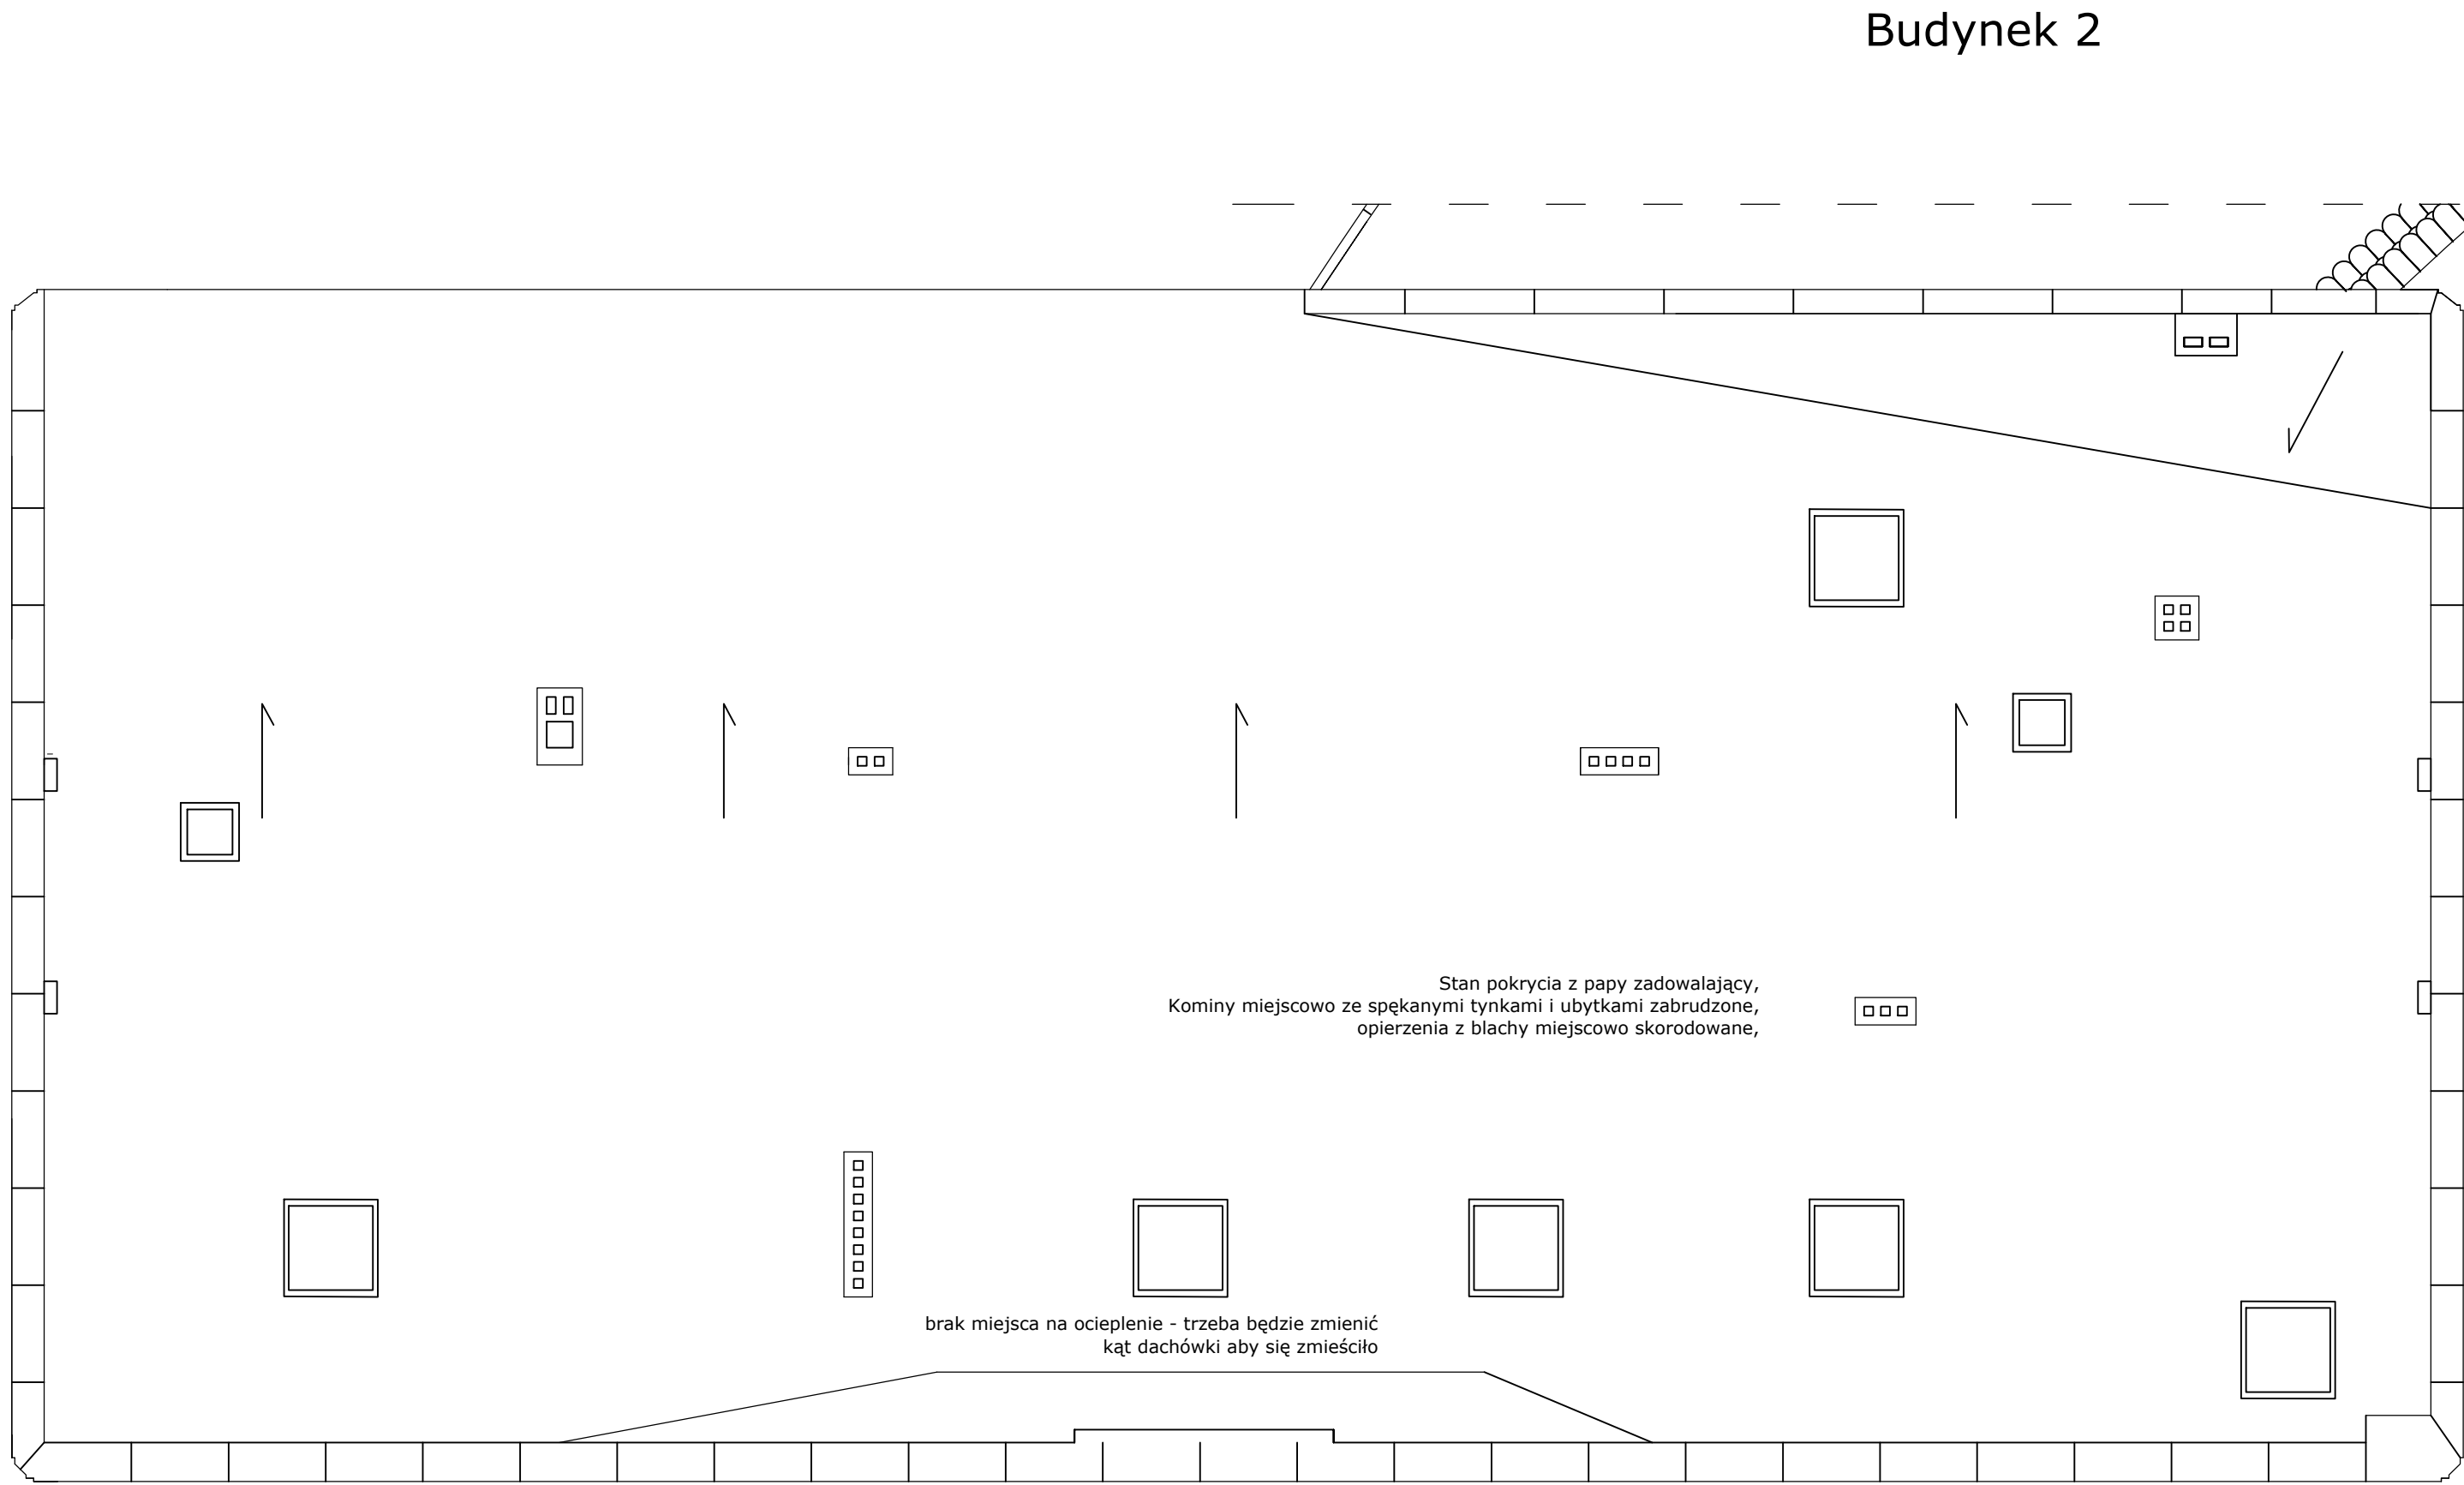 Budynek 2
Stan pokrycia z papy zadowalający,
Kominy miejscowo ze spękanymi tynkami i ubytkami zabrudzone,
opierzenia z blachy miejscowo skorodowane,
brak miejsca na ocieplenie - trzeba będzie zmienić
kąt dachówki aby się zmieściło